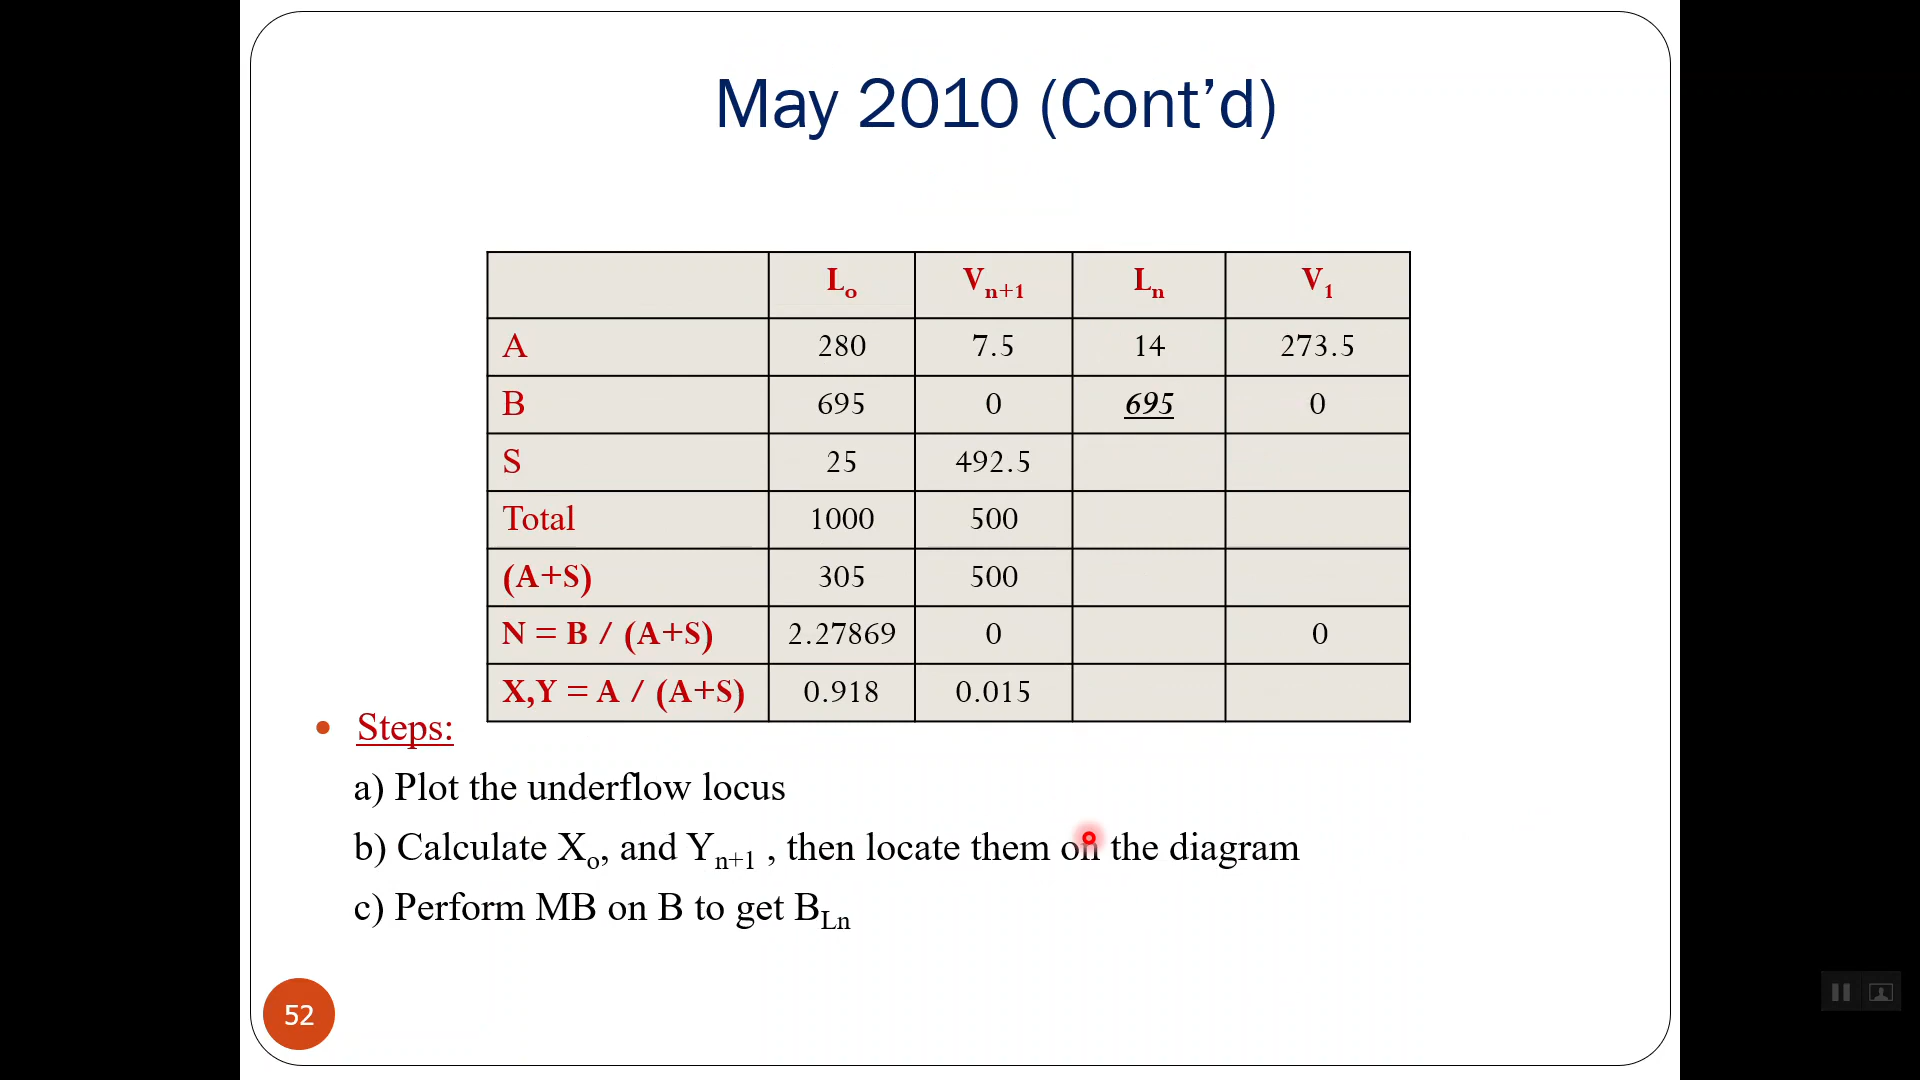 May 2010 (Cont’d)
Lo Vn+1 Ln V1
A 280 7.5 14 273.5
B 695 0 695 0
S 25 492.5
Total 1000 500
(A+S) 305 500
N = B / (A+S) 2.27869 0 0
X,Y = A / (A+S) 0.918 0.015
• Steps:
a) Plot the underflow locus
b) Calculate Xo, and Yn+1 , then locate them on the diagram
c) Perform MB on B to get BLn
52